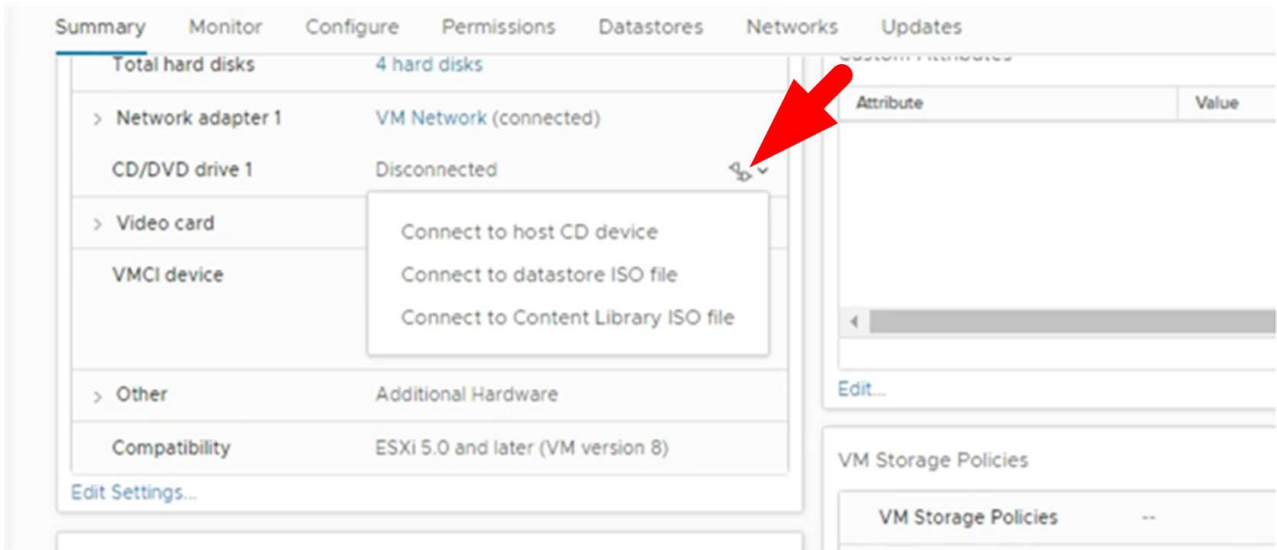 Summary Monitor Configure Permissions Datastores Networks Updates
Total hard disks 4 hard disks
Network adapter 1 VM Network (connected)
CD/DVD drive 1 Disconnected
Connect to host CD device
Connect to datastore ISO file
Connect to Content Library ISO file
Video card
VMCI device
Other Additional Hardware
Compatibility ESXi 5.0 and later (VM version 8)
Edit Settings...
Custom Attributes
Attribute Value
Edit...
VM Storage Policies
VM Storage Policies --